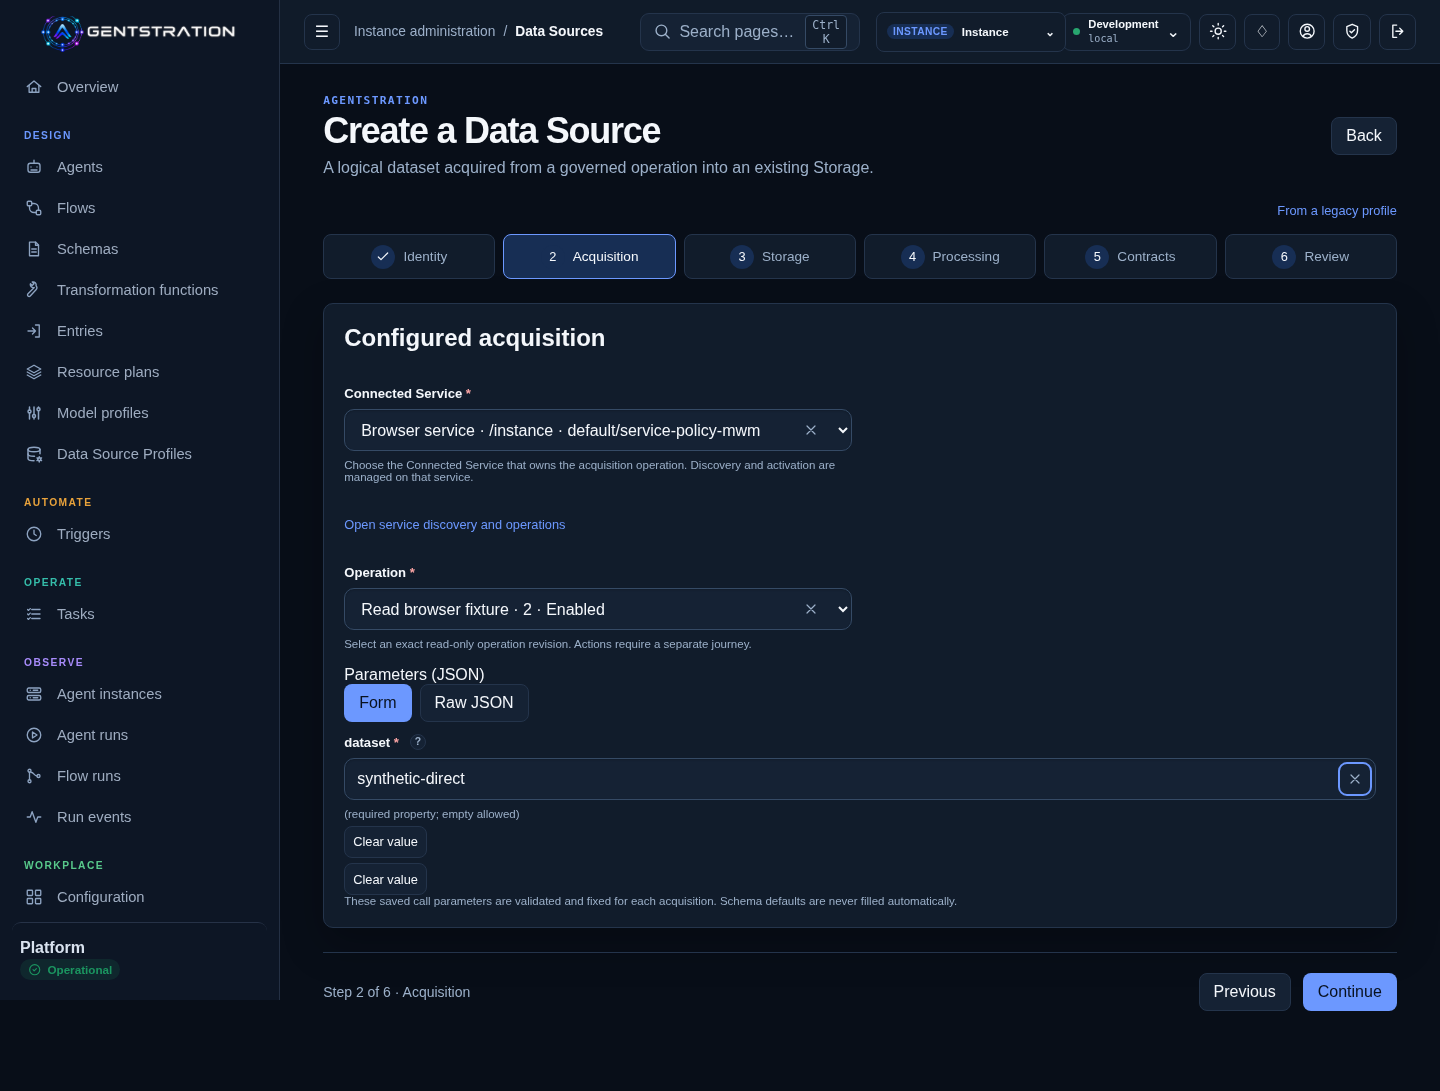 GENTSTRATION
☰
Instance administration / Data Sources
Search pages…
Ctrl K
INSTANCE Instance
Development
local
Overview
DESIGN
Agents
Flows
Schemas
Transformation functions
Entries
Resource plans
Model profiles
Data Source Profiles
AUTOMATE
Triggers
OPERATE
Tasks
OBSERVE
Agent instances
Agent runs
Flow runs
Run events
WORKPLACE
Configuration
Platform
Operational
AGENTSTRATION
Create a Data Source
A logical dataset acquired from a governed operation into an existing Storage.
Back
From a legacy profile
Identity
2 Acquisition
3 Storage
4 Processing
5 Contracts
6 Review
Configured acquisition
Connected Service *
Browser service · /instance · default/service-policy-mwm
Choose the Connected Service that owns the acquisition operation. Discovery and activation are
managed on that service.
Open service discovery and operations
Operation *
Read browser fixture · 2 · Enabled
Select an exact read-only operation revision. Actions require a separate journey.
Parameters (JSON)
Form
Raw JSON
dataset * ?
synthetic-direct
(required property; empty allowed)
Clear value
Clear value
These saved call parameters are validated and fixed for each acquisition. Schema defaults are never filled automatically.
Step 2 of 6 · Acquisition
Previous
Continue